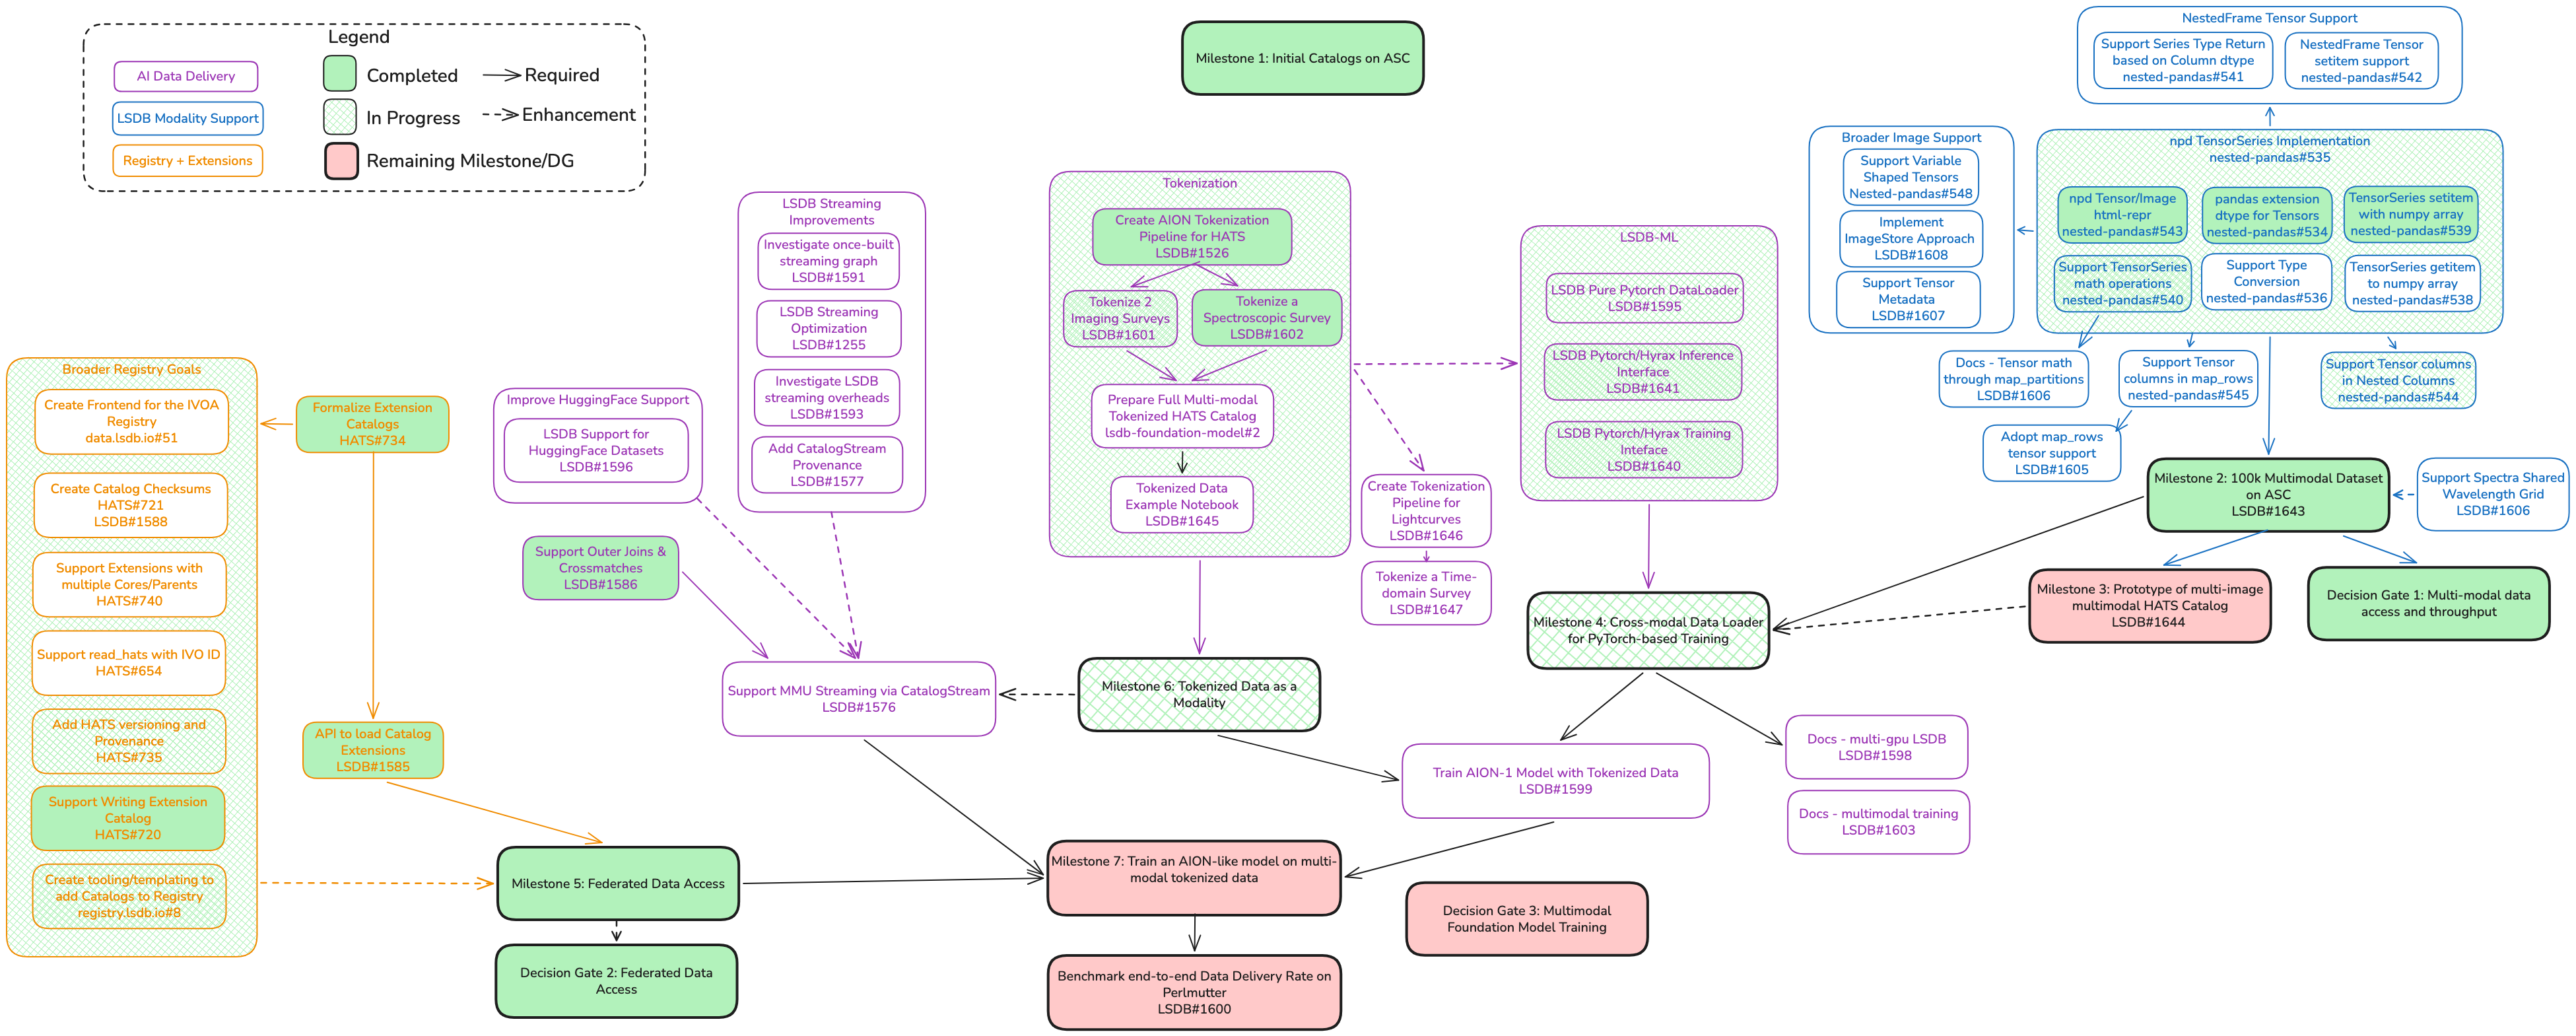 Legend
AI Data Delivery
LSDB Modality Support
Registry + Extensions
Completed
In Progress
Remaining Milestone/DG
Required
Enhancement
Milestone 1: Initial Catalogs on ASC
NestedFrame Tensor Support
Support Series Type Return
based on Column dtype
nested-pandas#541
NestedFrame Tensor
setitem support
nested-pandas#542
Broader Image Support
Support Variable
Shaped Tensors
Nested-pandas#548
Implement
ImageStore Approach
LSDB#1608
Support Tensor
Metadata
LSDB#1607
npd TensorSeries Implementation
nested-pandas#535
npd Tensor/Image
html-repr
nested-pandas#543
pandas extension
dtype for Tensors
nested-pandas#534
TensorSeries setitem
with numpy array
nested-pandas#539
Support TensorSeries
math operations
nested-pandas#540
Support Type
Conversion
nested-pandas#536
TensorSeries getitem
to numpy array
nested-pandas#538
Docs - Tensor math
through map_partitions
LSDB#1606
Support Tensor
columns in map_rows
nested-pandas#545
Support Tensor columns
in Nested Columns
nested-pandas#544
Adopt map_rows
tensor support
LSDB#1605
Milestone 2: 100k Multimodal Dataset
on ASC
LSDB#1643
Support Spectra Shared
Wavelength Grid
LSDB#1606
Milestone 3: Prototype of multi-image
multimodal HATS Catalog
LSDB#1644
Decision Gate 1: Multi-modal data
access and throughput
LSDB Streaming
Improvements
Investigate once-built
streaming graph
LSDB#1591
LSDB Streaming
Optimization
LSDB#1255
Investigate LSDB
streaming overheads
LSDB#1593
Add CatalogStream
Provenance
LSDB#1577
Tokenization
Create AION Tokenization
Pipeline for HATS
LSDB#1526
Tokenize 2
Imaging Surveys
LSDB#1601
Tokenize a
Spectroscopic Survey
LSDB#1602
Prepare Full Multi-modal
Tokenized HATS Catalog
lsdb-foundation-model#2
Tokenized Data
Example Notebook
LSDB#1645
LSDB-ML
LSDB Pure Pytorch DataLoader
LSDB#1595
LSDB Pytorch/Hyrax Inference
Interface
LSDB#1641
LSDB Pytorch/Hyrax Training
Inteface
LSDB#1640
Create Tokenization
Pipeline for
Lightcurves
LSDB#1646
Tokenize a Time-
domain Survey
LSDB#1647
Improve HuggingFace Support
LSDB Support for
HuggingFace Datasets
LSDB#1596
Support Outer Joins &
Crossmatches
LSDB#1586
Broader Registry Goals
Create Frontend for the IVOA
Registry
data.lsdb.io#51
Create Catalog Checksums
HATS#721
LSDB#1588
Support Extensions with
multiple Cores/Parents
HATS#740
Support read_hats with IVO ID
HATS#654
Add HATS versioning and
Provenance
HATS#735
Support Writing Extension
Catalog
HATS#720
Create tooling/templating to
add Catalogs to Registry
registry.lsdb.io#8
Formalize Extension
Catalogs
HATS#734
API to load Catalog
Extensions
LSDB#1585
Support MMU Streaming via CatalogStream
LSDB#1576
Milestone 6: Tokenized Data as a
Modality
Milestone 4: Cross-modal Data Loader
for PyTorch-based Training
Train AION-1 Model with Tokenized Data
LSDB#1599
Docs - multi-gpu LSDB
LSDB#1598
Docs - multimodal training
LSDB#1603
Milestone 5: Federated Data Access
Milestone 7: Train an AION-like model on multi-
modal tokenized data
Decision Gate 3: Multimodal
Foundation Model Training
Decision Gate 2: Federated Data
Access
Benchmark end-to-end Data Delivery Rate on
Perlmutter
LSDB#1600